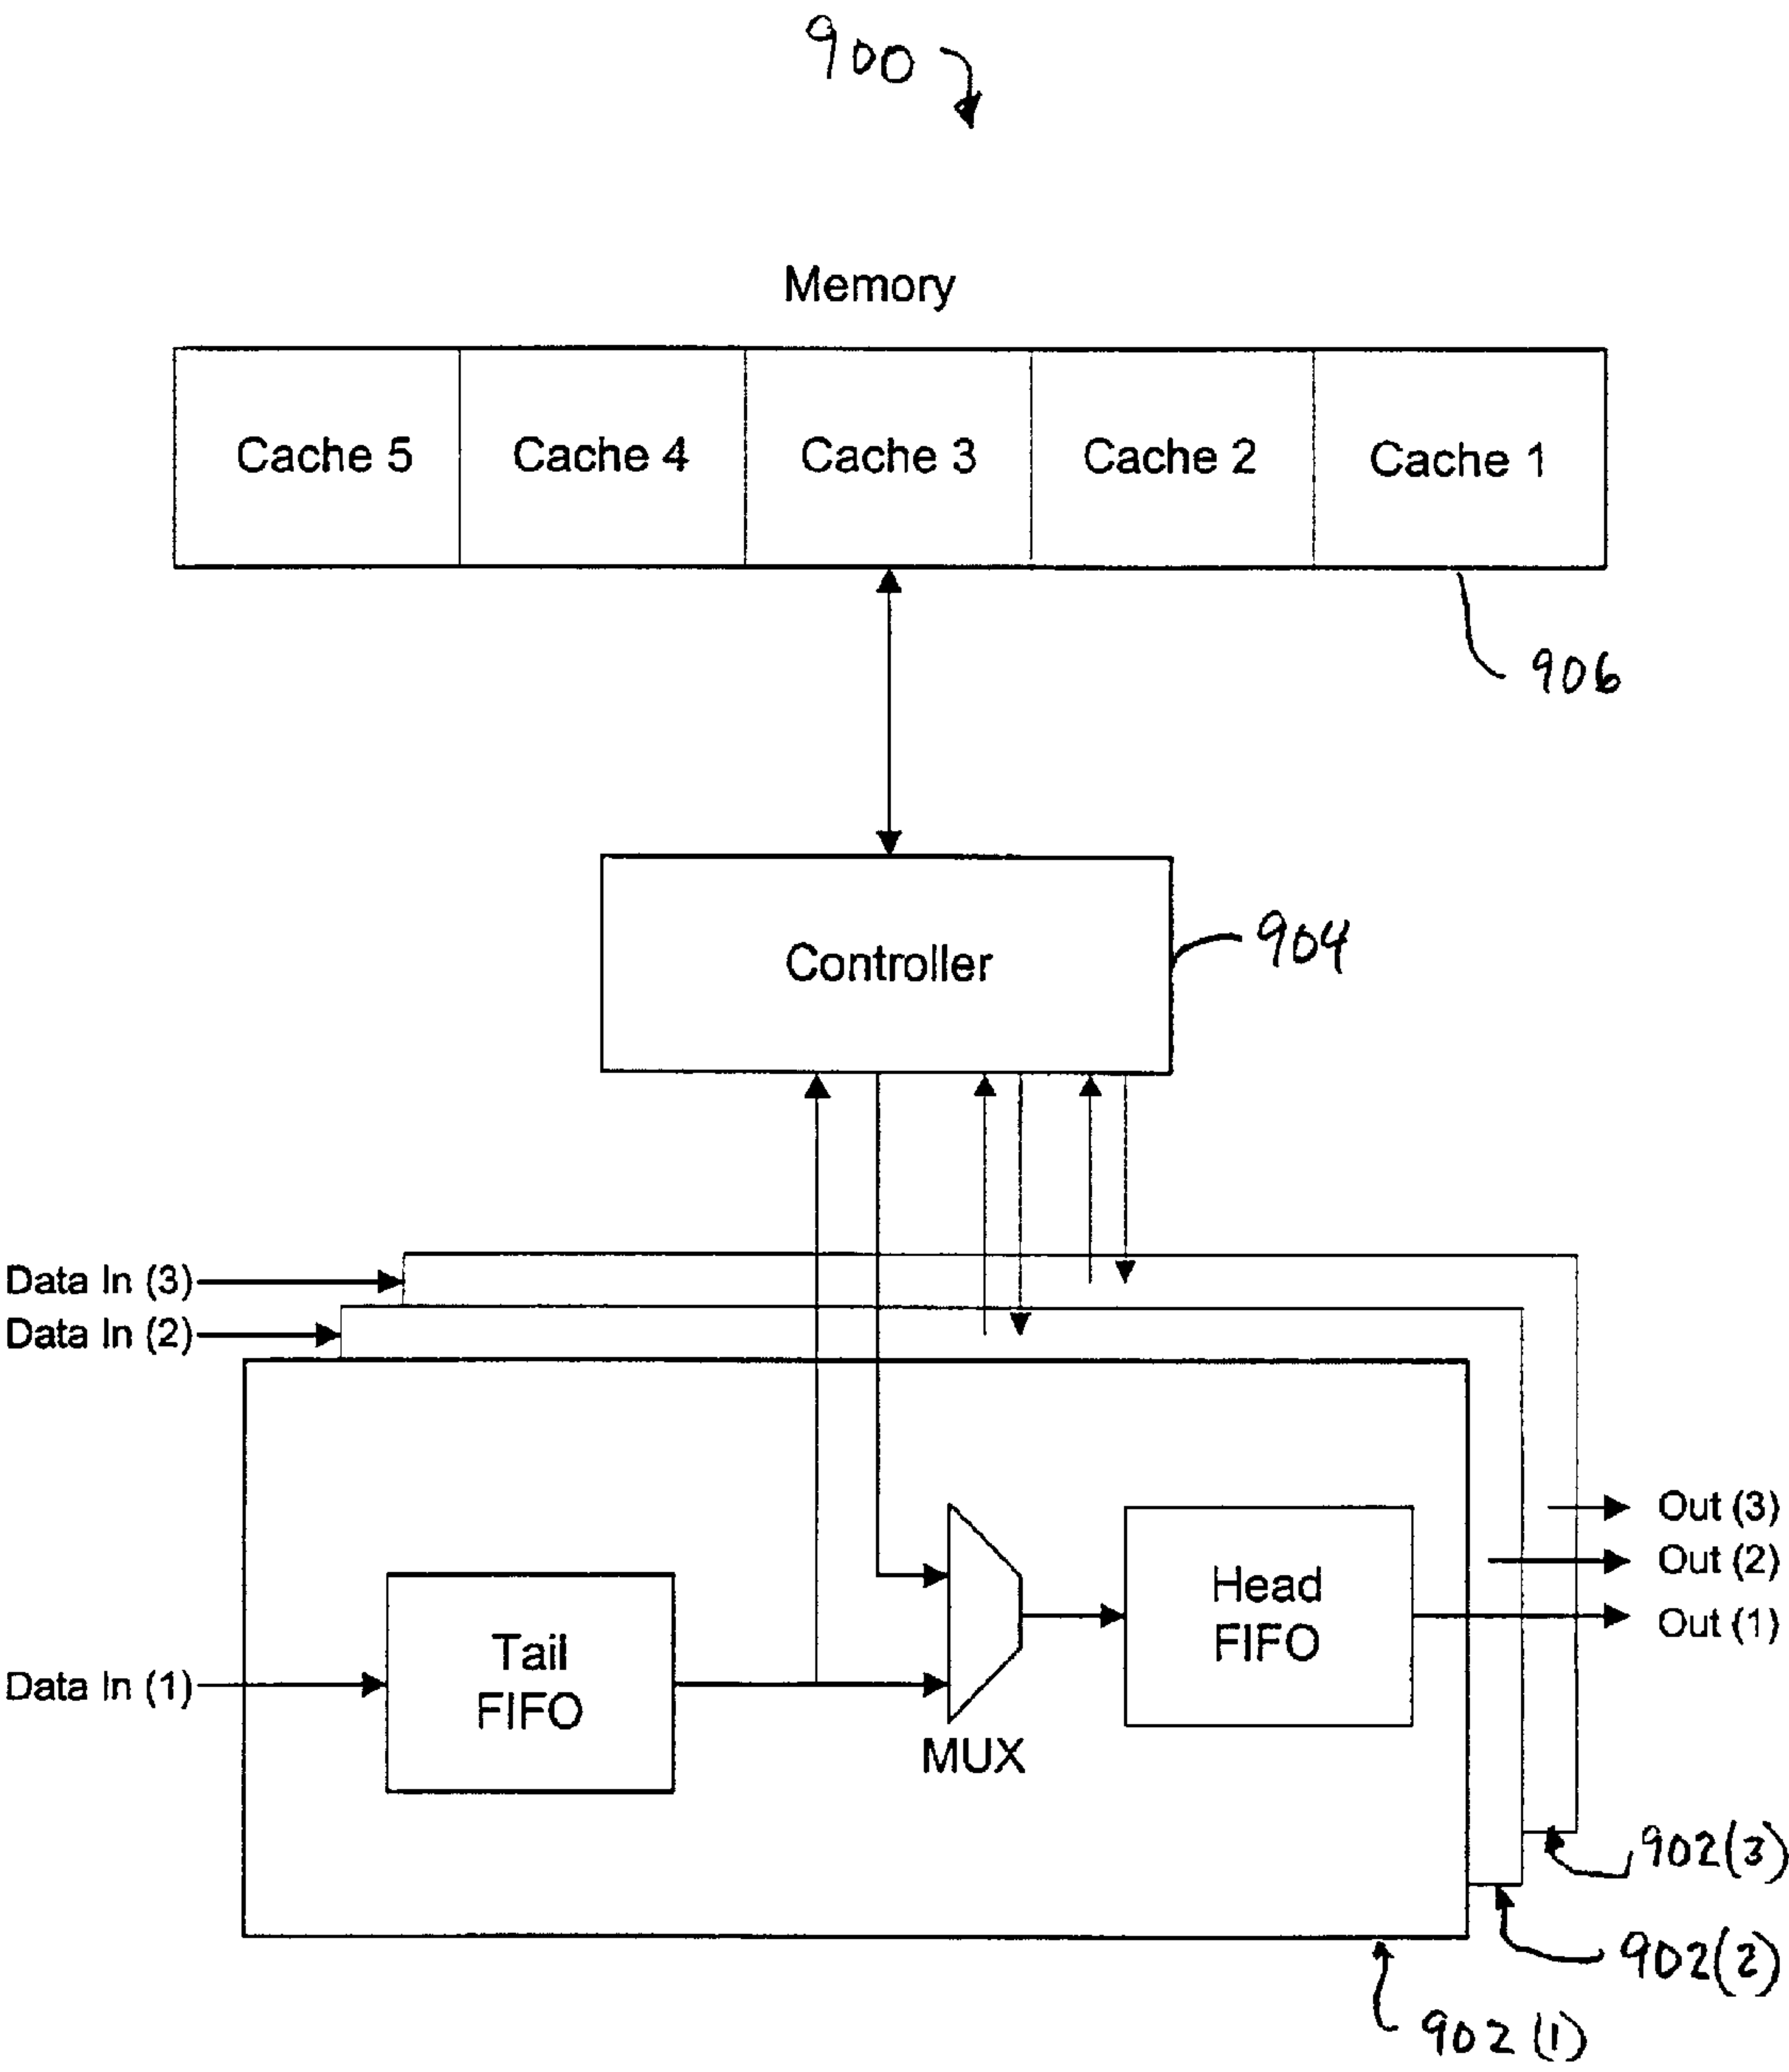 900
Memory
Cache 5 Cache 4 Cache 3 Cache 2 Cache 1
906
Controller
904
Data In (3)
Data In (2)
Out (3)
Out (2)
Out (1)
Head
FIFO
Tail
FIFO
Data In (1)
MUX
902(3)
902(2)
902(1)